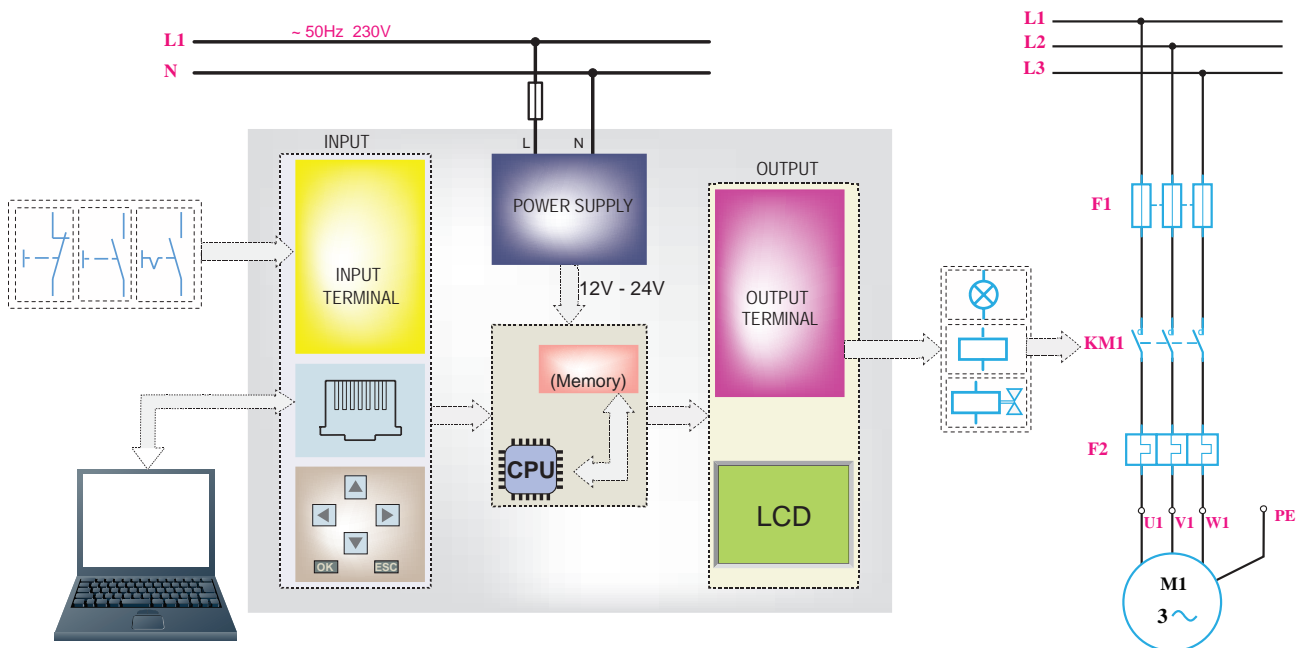 L1 ~ 50Hz 230V
N
INPUT
L N
INPUT
TERMINAL
OK ESC
POWER SUPPLY
12V - 24V
(Memory)
CPU
OUTPUT
OUTPUT
TERMINAL
LCD
L1
L2
L3
F1
KM1
F2
U1 V1 W1 PE
M1
3